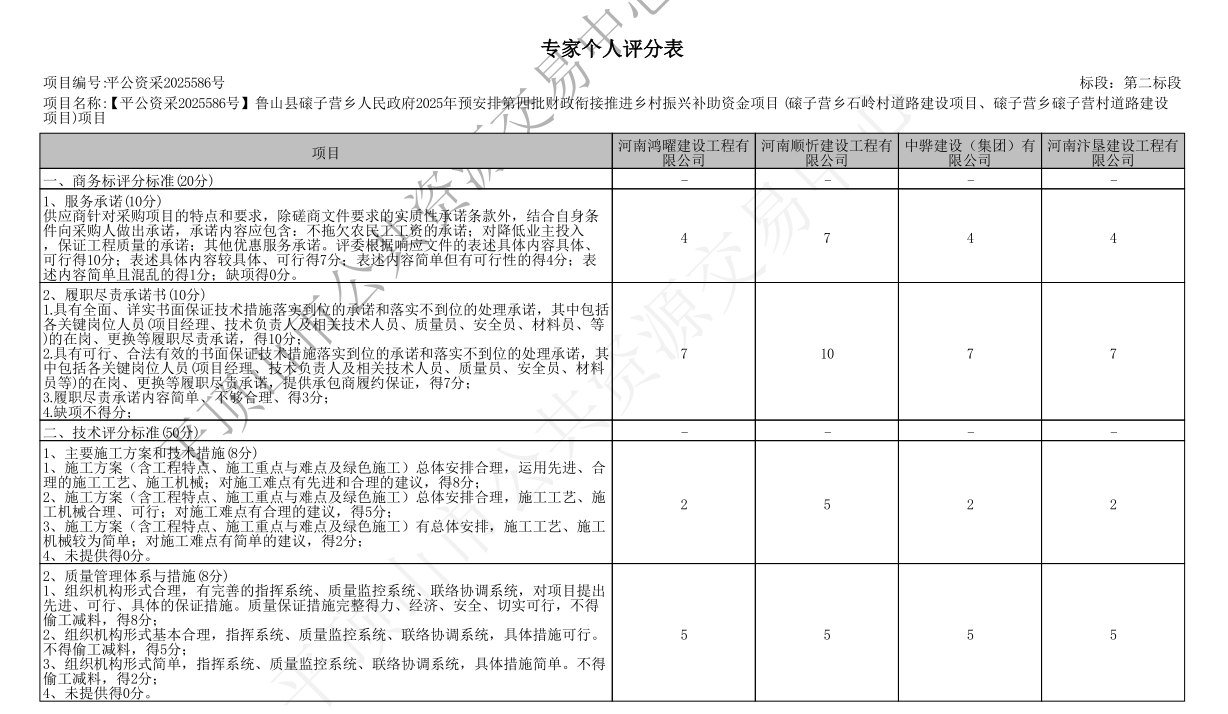 专家个人评分表
项目编号:平公资采2025586号
标段：第二标段
项目名称:【平公资采2025586号】鲁山县磙子营乡人民政府2025年预安排第四批财政衔接推进乡村振兴补助资金项目(磙子营乡石岭村道路建设项目、磙子营乡磙子营村道路建设
项目)项目
项目
河南鸿曜建设工程有
限公司
河南顺忻建设工程有
限公司
中骅建设（集团）有
限公司
河南汴垦建设工程有
限公司
一、商务标评分标准(20分)
－ － － －
1、服务承诺(10分)
供应商针对采购项目的特点和要求，除磋商文件要求的实质性承诺条款外，结合自身条
件向采购人做出承诺，承诺内容应包含：不拖欠农民工工资的承诺；对降低业主投入
，保证工程质量的承诺；其他优惠服务承诺。评委根据响应文件的表述具体内容具体、
可行得10分；表述具体内容较具体、可行得7分；表述内容简单但有可行性的得4分；表
述内容简单且混乱的得1分；缺项得0分。
4 7 4 4
2、履职尽责承诺书(10分)
1.具有全面、详实书面保证技术措施落实到位的承诺和落实不到位的处理承诺，其中包括
各关键岗位人员(项目经理、技术负责人及相关技术人员、质量员、安全员、材料员、等
)的在岗、更换等履职尽责承诺，得10分；
2.具有可行、合法有效的书面保证技术措施落实到位的承诺和落实不到位的处理承诺，其
中包括各关键岗位人员(项目经理、技术负责人及相关技术人员、质量员、安全员、材料
员等)的在岗、更换等履职尽责承诺，提供承包商履约保证，得7分；
3.履职尽责承诺内容简单、不够合理、得3分；
4.缺项不得分；
7 10 7 7
二、技术评分标准(50分)
－ － － －
1、主要施工方案和技术措施(8分)
1、施工方案（含工程特点、施工重点与难点及绿色施工）总体安排合理，运用先进、合
理的施工工艺、施工机械；对施工难点有先进和合理的建议，得8分；
2、施工方案（含工程特点、施工重点与难点及绿色施工）总体安排合理，施工工艺、施
工机械合理、可行；对施工难点有合理的建议，得5分；
3、施工方案（含工程特点、施工重点与难点及绿色施工）有总体安排，施工工艺、施工
机械较为简单；对施工难点有简单的建议，得2分；
4、未提供得0分。
2 5 2 2
2、质量管理体系与措施(8分)
1、组织机构形式合理，有完善的指挥系统、质量监控系统、联络协调系统，对项目提出
先进、可行、具体的保证措施。质量保证措施完整得力、经济、安全、切实可行，不得
偷工减料，得8分；
2、组织机构形式基本合理，指挥系统、质量监控系统、联络协调系统，具体措施可行。
不得偷工减料，得5分；
3、组织机构形式简单，指挥系统、质量监控系统、联络协调系统，具体措施简单。不得
偷工减料，得2分；
4、未提供得0分。
5 5 5 5
平顶山市公共资源交易中心
平顶山市公共资源交易中心